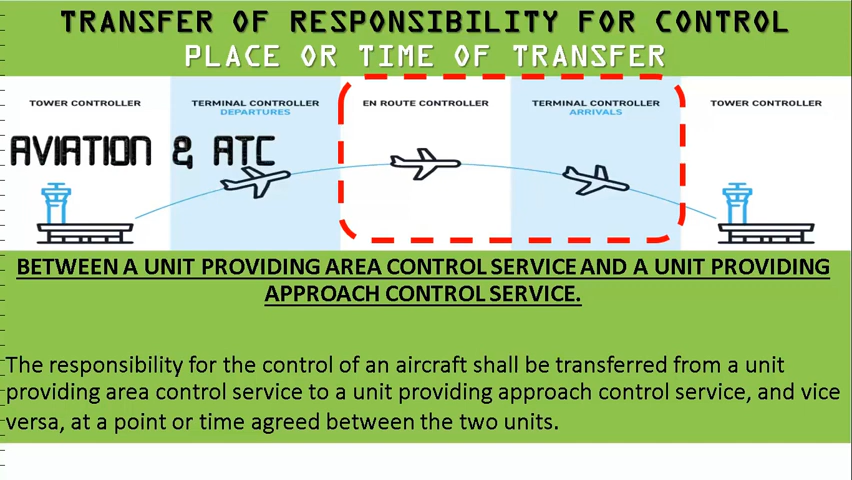 TRANSFER OF RESPONSIBILITY FOR CONTROL
PLACE OR TIME OF TRANSFER
TOWER CONTROLLER
TERMINAL CONTROLLER
DEPARTURES
EN ROUTE CONTROLLER
TERMINAL CONTROLLER
ARRIVALS
TOWER CONTROLLER
AVIATION & ATC
BETWEEN A UNIT PROVIDING AREA CONTROL SERVICE AND A UNIT PROVIDING
APPROACH CONTROL SERVICE.
The responsibility for the control of an aircraft shall be transferred from a unit
providing area control service to a unit providing approach control service, and vice
versa, at a point or time agreed between the two units.